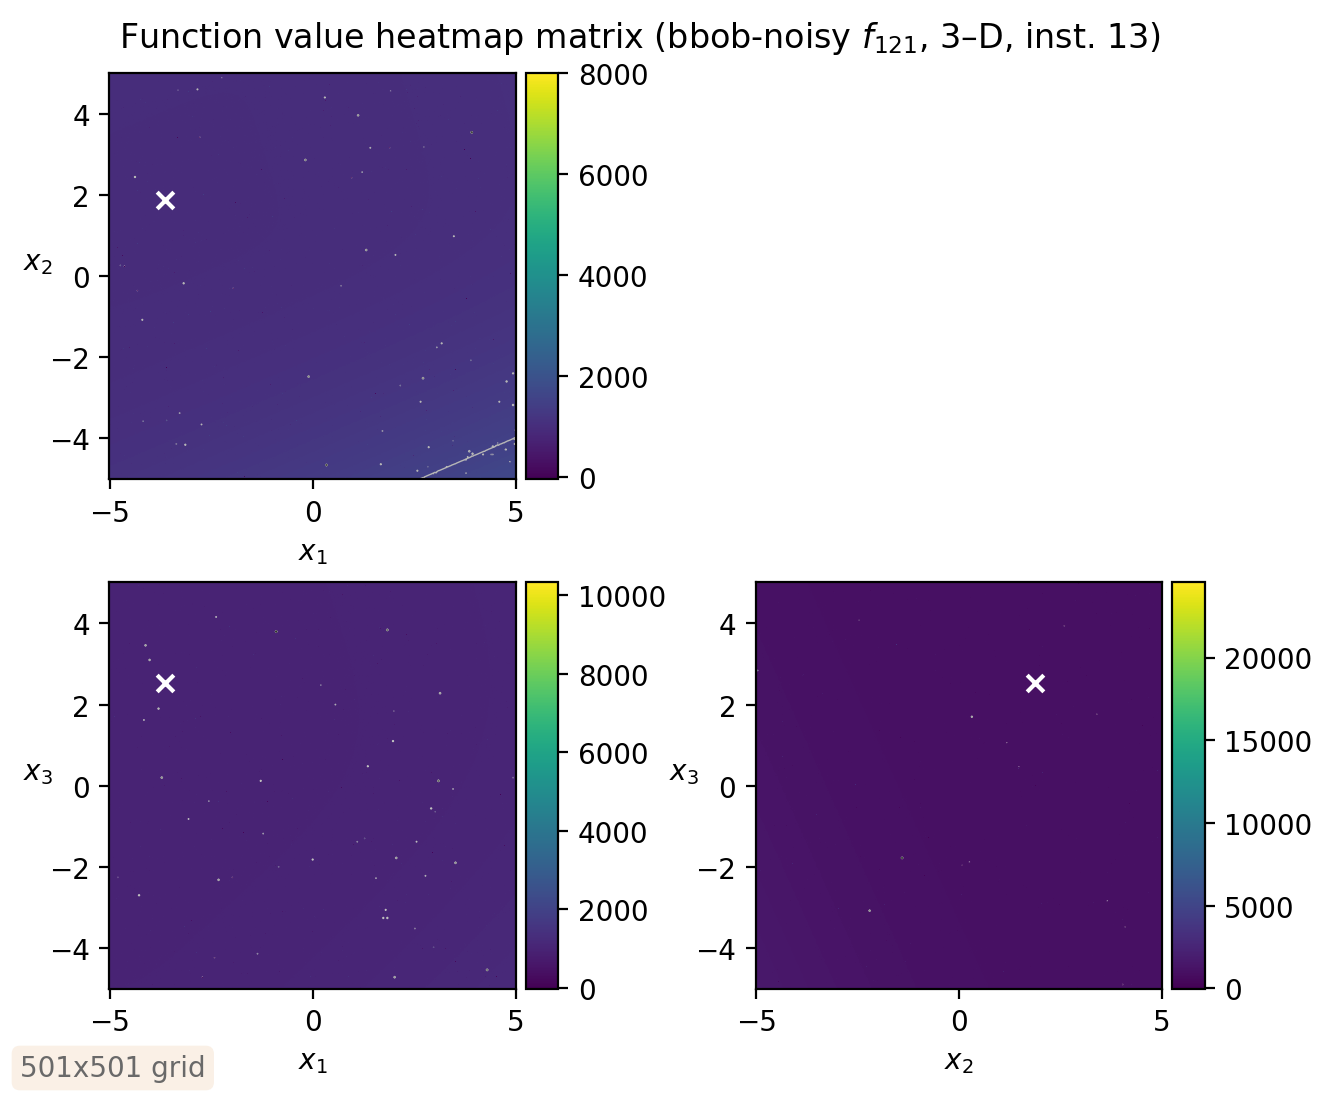 Function value heatmap matrix (bbob-noisy f121, 3–D, inst. 13)
4
2
0
−2
−4
x2
−5 0 5
x1
8000
6000
4000
2000
0
4
2
0
−2
−4
x3
−5 0 5
x1
10000
8000
6000
4000
2000
0
4
2
0
−2
−4
x3
−5 0 5
x2
20000
15000
10000
5000
0
501x501 grid